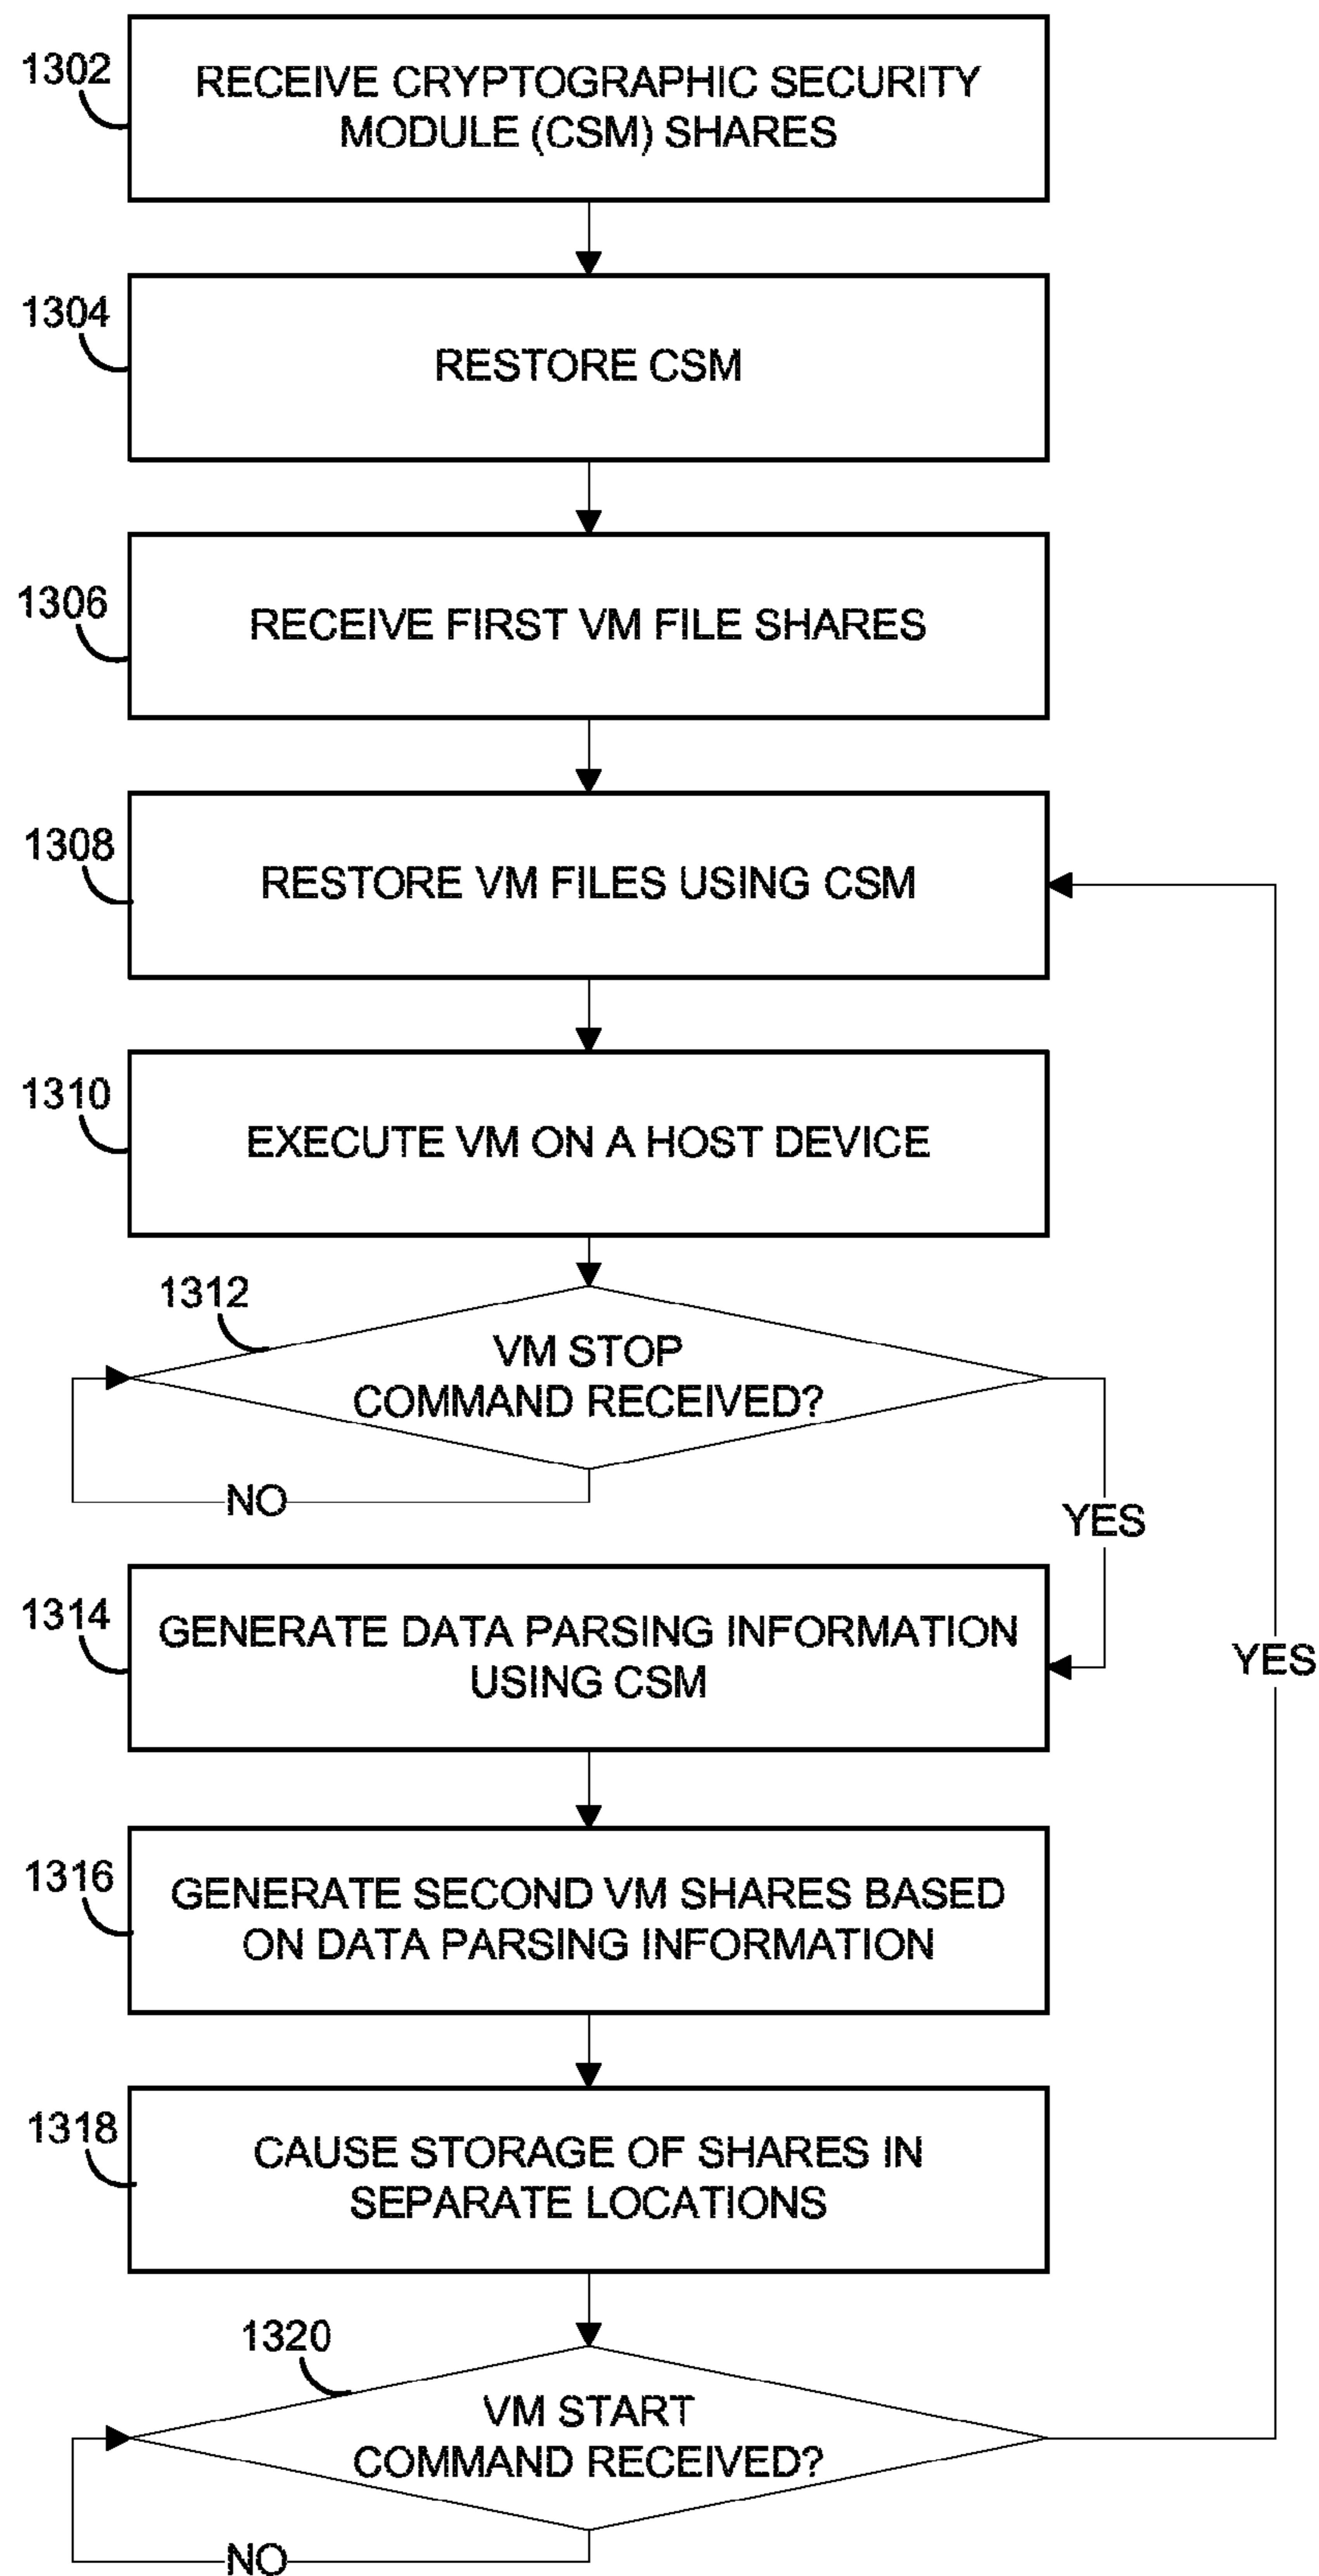 1302
RECEIVE CRYPTOGRAPHIC SECURITY
MODULE (CSM) SHARES
1304
RESTORE CSM
1306
RECEIVE FIRST VM FILE SHARES
1308
RESTORE VM FILES USING CSM
1310
EXECUTE VM ON A HOST DEVICE
1312
VM STOP
COMMAND RECEIVED?
NO
YES
1314
GENERATE DATA PARSING INFORMATION
USING CSM
YES
1316
GENERATE SECOND VM SHARES BASED
ON DATA PARSING INFORMATION
1318
CAUSE STORAGE OF SHARES IN
SEPARATE LOCATIONS
1320
VM START
COMMAND RECEIVED?
NO